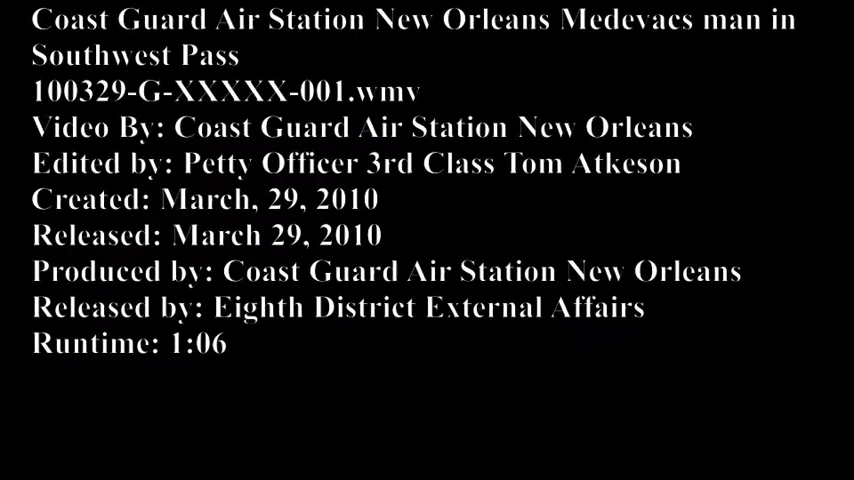 Coast Guard Air Station New Orleans Medevacs man in
Southwest Pass
100329-G-XXXXX-001.wmv
Video By: Coast Guard Air Station New Orleans
Edited by: Petty Officer 3rd Class Tom Atkeson
Created: March, 29, 2010
Released: March 29, 2010
Produced by: Coast Guard Air Station New Orleans
Released by: Eighth District External Affairs
Runtime: 1:06